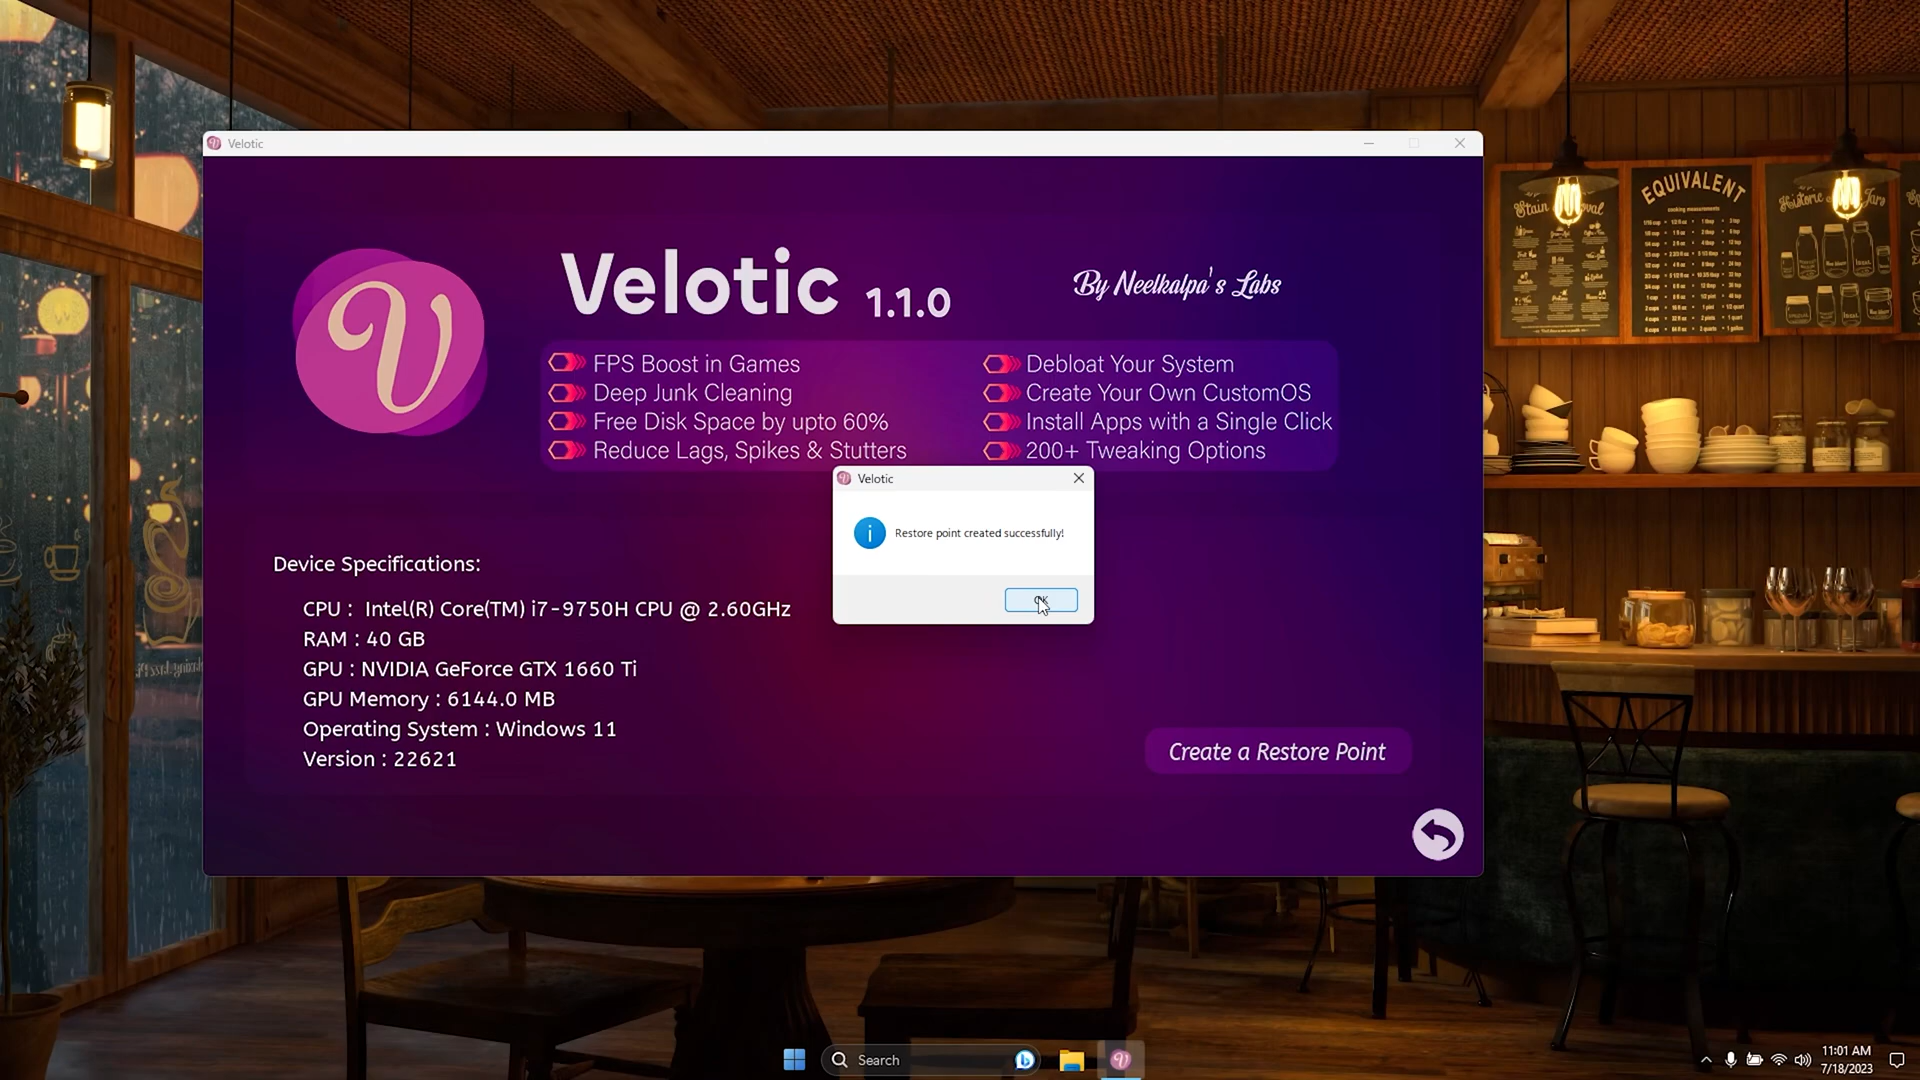 Velotic
Velotic 1.1.0
By Neelkalpa's Labs
FPS Boost in Games
Deep Junk Cleaning
Free Disk Space by upto 60%
Reduce Lags, Spikes & Stutters
Debloat Your System
Create Your Own CustomOS
Install Apps with a Single Click
200+ Tweaking Options
Velotic
Restore point created successfully!
OK
Device Specifications:
CPU : Intel(R) Core(TM) i7-9750H CPU @ 2.60GHz
RAM : 40 GB
GPU : NVIDIA GeForce GTX 1660 Ti
GPU Memory : 6144.0 MB
Operating System : Windows 11
Version : 22621
Create a Restore Point
EQUIVALENT
cooking measurements
Search
11:01 AM
7/18/2023